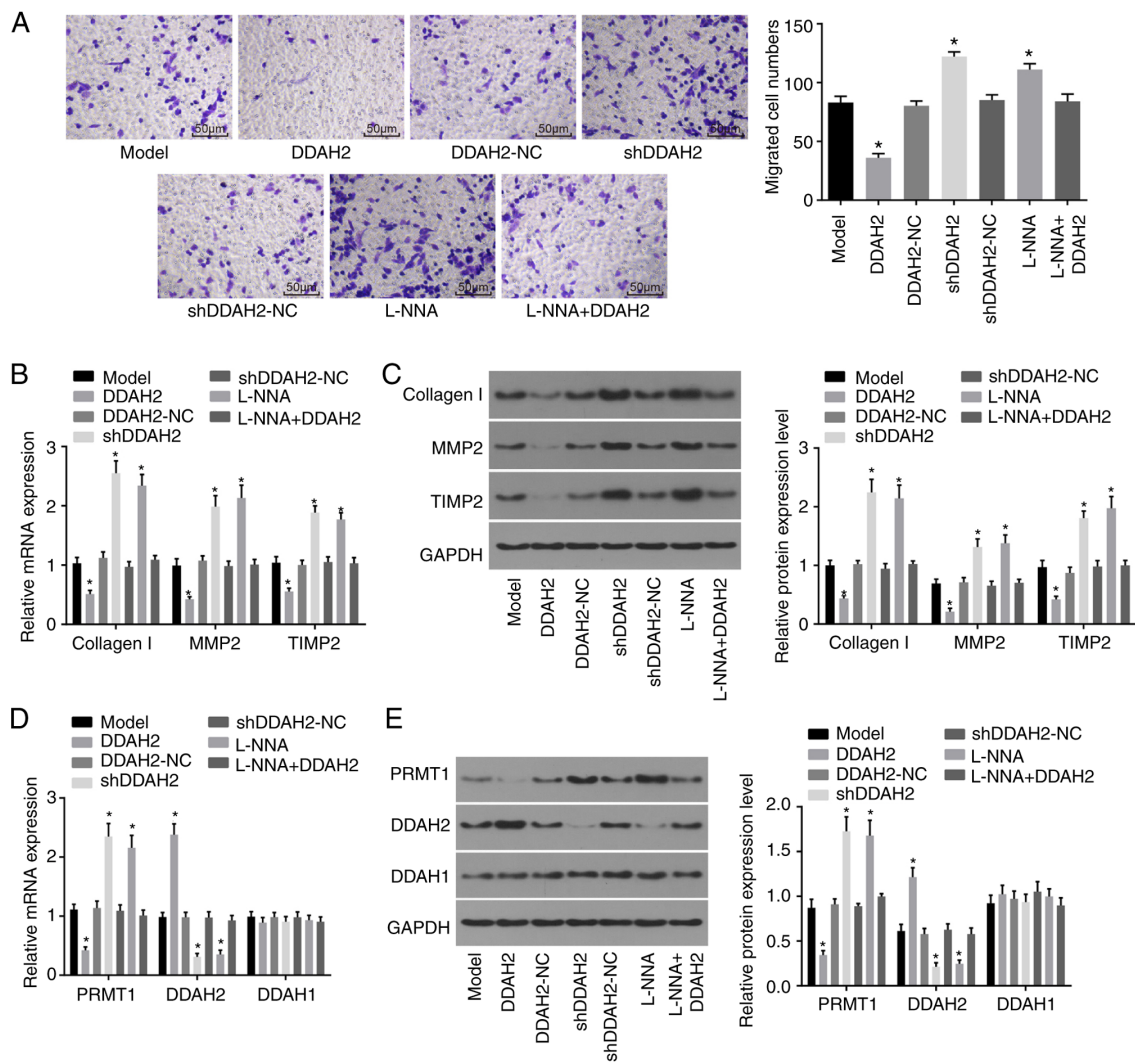 A
50µm
50µm
50µm
50µm
Model
DDAH2
DDAH2-NC
shDDAH2
50µm
50µm
50µm
shDDAH2-NC
L-NNA
L-NNA+DDAH2
Migrated cell numbers
150
100
50
0
*
*
*
Model
DDAH2
DDAH2-NC
shDDAH2
shDDAH2-NC
L-NNA
L-NNA+
DDAH2
B
Model
DDAH2
DDAH2-NC
shDDAH2
shDDAH2-NC
L-NNA
L-NNA+DDAH2
Relative mRNA expression
3
2
1
0
* * *
* * *
* * *
Collagen I
MMP2
TIMP2
C
Collagen I
MMP2
TIMP2
GAPDH
Model
DDAH2
DDAH2-NC
shDDAH2
shDDAH2-NC
L-NNA
L-NNA+DDAH2
Model
DDAH2
DDAH2-NC
shDDAH2
shDDAH2-NC
L-NNA
L-NNA+DDAH2
Relative protein expression level
3
2
1
0
* * *
* * *
* * *
Collagen I
MMP2
TIMP2
D
Model
DDAH2
DDAH2-NC
shDDAH2
shDDAH2-NC
L-NNA
L-NNA+DDAH2
Relative mRNA expression
3
2
1
0
* * *
* * *
PRMT1
DDAH2
DDAH1
E
PRMT1
DDAH2
DDAH1
GAPDH
Model
DDAH2
DDAH2-NC
shDDAH2
shDDAH2-NC
L-NNA
L-NNA+
DDAH2
Model
DDAH2
DDAH2-NC
shDDAH2
shDDAH2-NC
L-NNA
L-NNA+DDAH2
Relative protein expression level
2.0
1.5
1.0
0.5
0.0
* * *
* * *
PRMT1
DDAH2
DDAH1